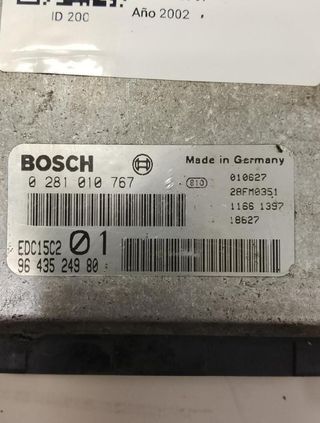 ID 200
Año 2002
BOSCH
Made in Germany
0 281 010 767
810
010627
28FM0351
1166 1397
18627
EDC15C2 01
96 435 249 80